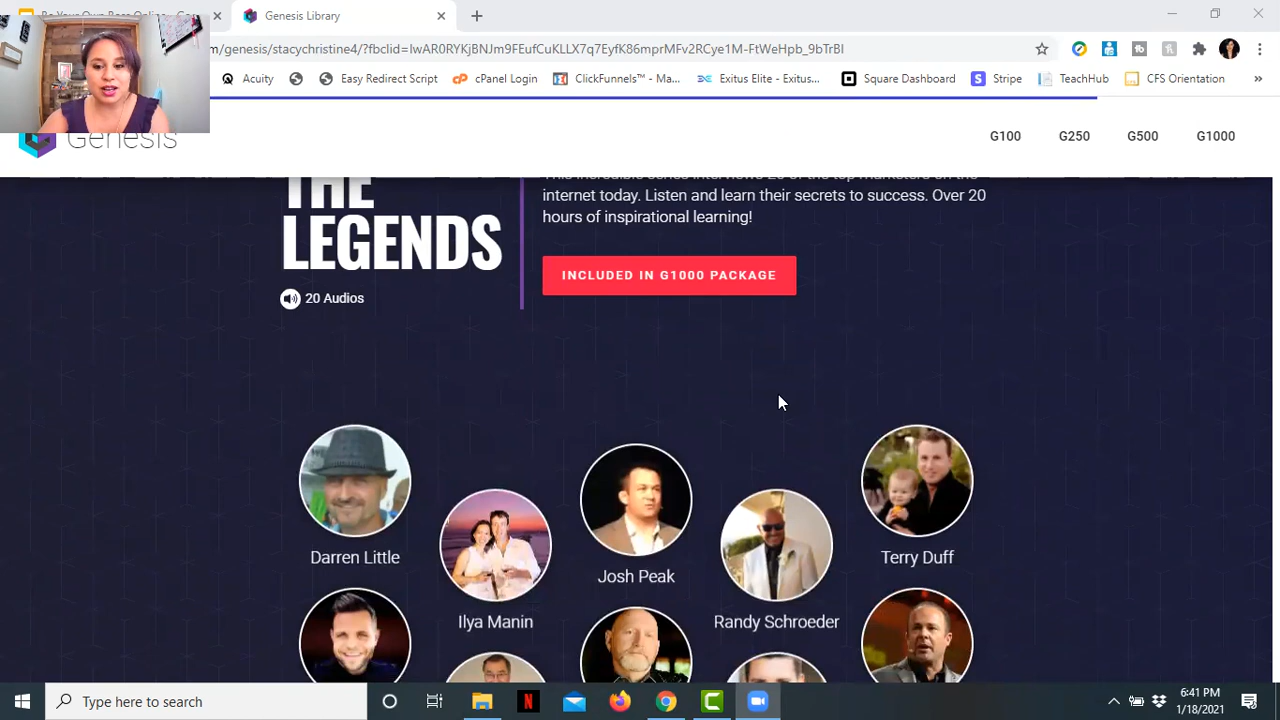 Genesis Library
om/genesis/stacychristine4/?fbclid=
Acuity
Easy Redirect Script
cPanel Login
ClickFunnels™ - Ma...
Exitus Elite - Exitus...
Square Dashboard
Stripe
TeachHub
CFS Orientation
»
Genesis
G100
G250
G500
G1000
THE
LEGENDS
20 Audios
internet today. Listen and learn their secrets to success. Over 20
hours of inspirational learning!
INCLUDED IN G1000 PACKAGE
Darren Little
Ilya Manin
Josh Peak
Randy Schroeder
Terry Duff
Type here to search
6:41 PM
1/18/2021